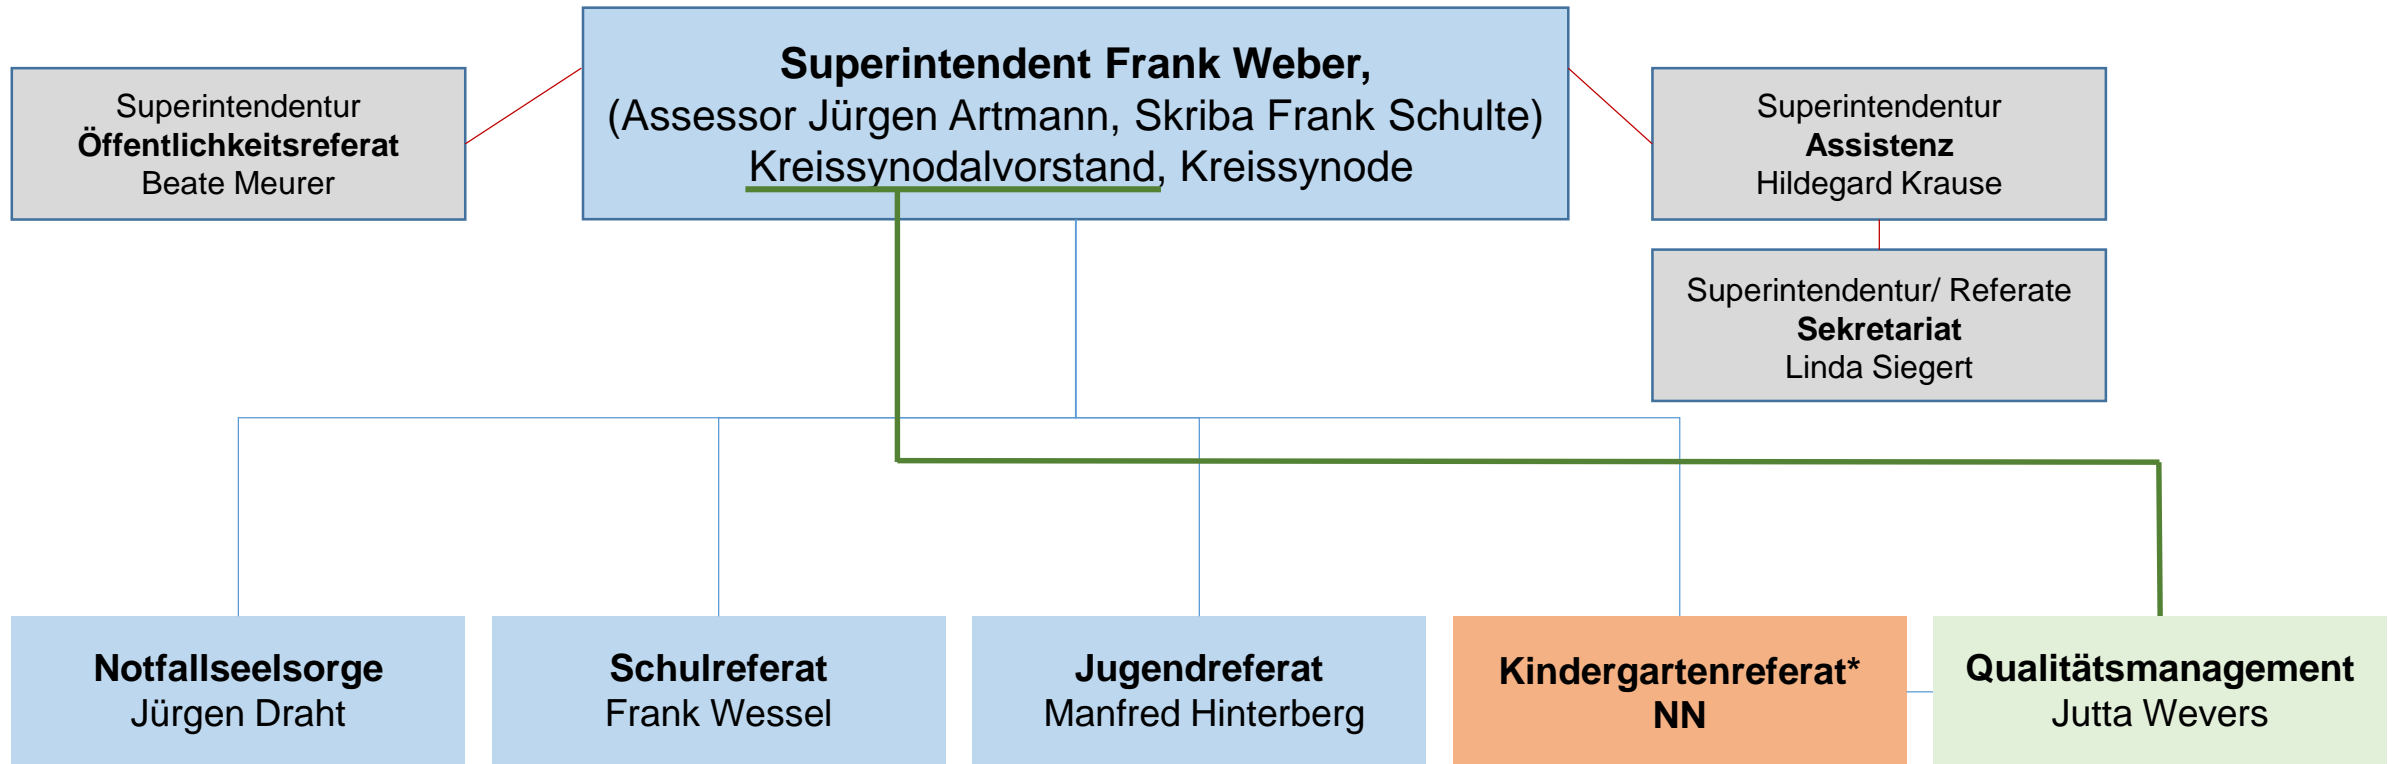 Superintendent Frank Weber,
(Assessor Jürgen Artmann, Skriba Frank Schulte)
Kreissynodalvorstand, Kreissynode
Superintendentur
Öffentlichkeitsreferat
Beate Meurer
Superintendentur
Assistenz
Hildegard Krause
Superintendentur/ Referate
Sekretariat
Linda Siegert
Notfallseelsorge
Jürgen Draht
Schulreferat
Frank Wessel
Jugendreferat
Manfred Hinterberg
Kindergartenreferat*
NN
Qualitätsmanagement
Jutta Wevers